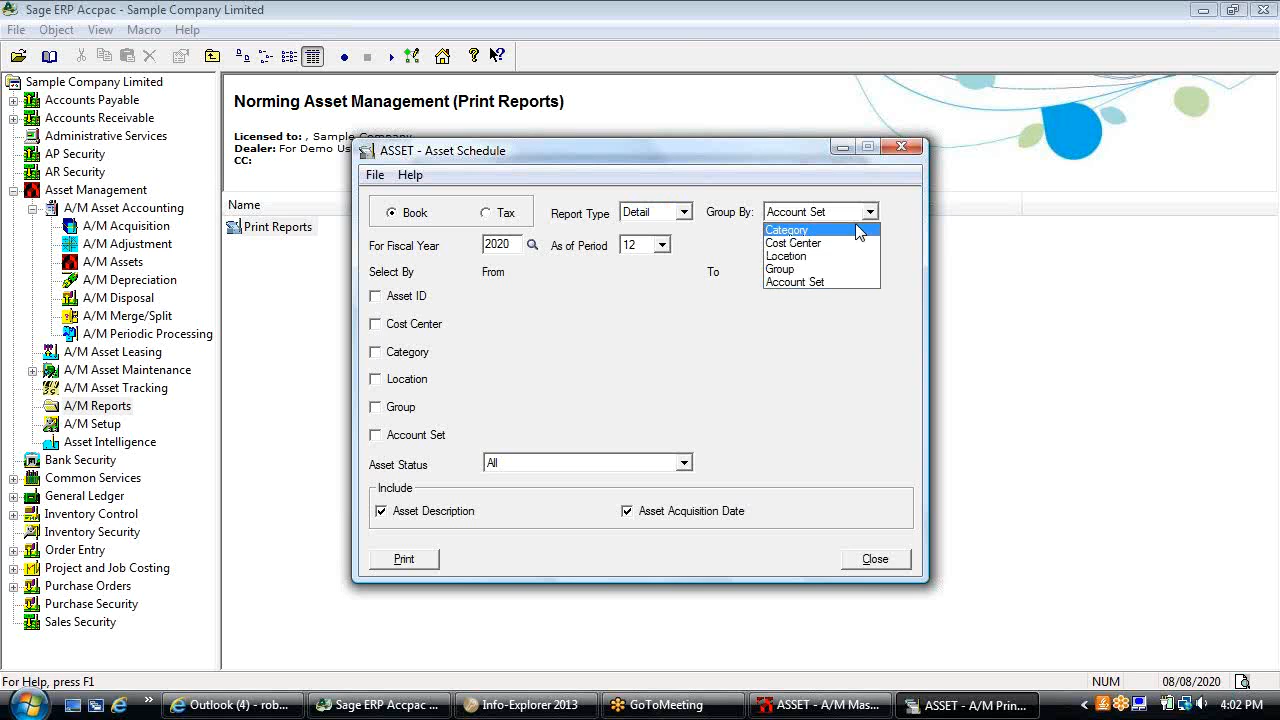 Sage ERP Accpac - Sample Company Limited
File Object View Macro Help
Sample Company Limited
Accounts Payable
Accounts Receivable
Administrative Services
AP Security
AR Security
Asset Management
A/M Asset Accounting
A/M Acquisition
A/M Adjustment
A/M Assets
A/M Depreciation
A/M Disposal
A/M Merge/Split
A/M Periodic Processing
A/M Asset Leasing
A/M Asset Maintenance
A/M Asset Tracking
A/M Reports
A/M Setup
Asset Intelligence
Bank Security
Common Services
General Ledger
Inventory Control
Inventory Security
Order Entry
Project and Job Costing
Purchase Orders
Purchase Security
Sales Security
Norming Asset Management (Print Reports)
Licensed to: , Sample Company
Dealer: For Demo Us
CC:
Name
Print Reports
ASSET - Asset Schedule
File Help
Book Tax Report Type Detail Group By: Account Set
Category
Cost Center
Location
Group
Account Set
For Fiscal Year 2020 As of Period 12
Select By From To
Asset ID
Cost Center
Category
Location
Group
Account Set
Asset Status All
Include
Asset Description Asset Acquisition Date
Print Close
For Help, press F1 NUM 08/08/2020
Outlook (4) - rob... Sage ERP Accpac ... Info-Explorer 2013 GoToMeeting ASSET - A/M Mas... ASSET - A/M Prin... 4:02 PM